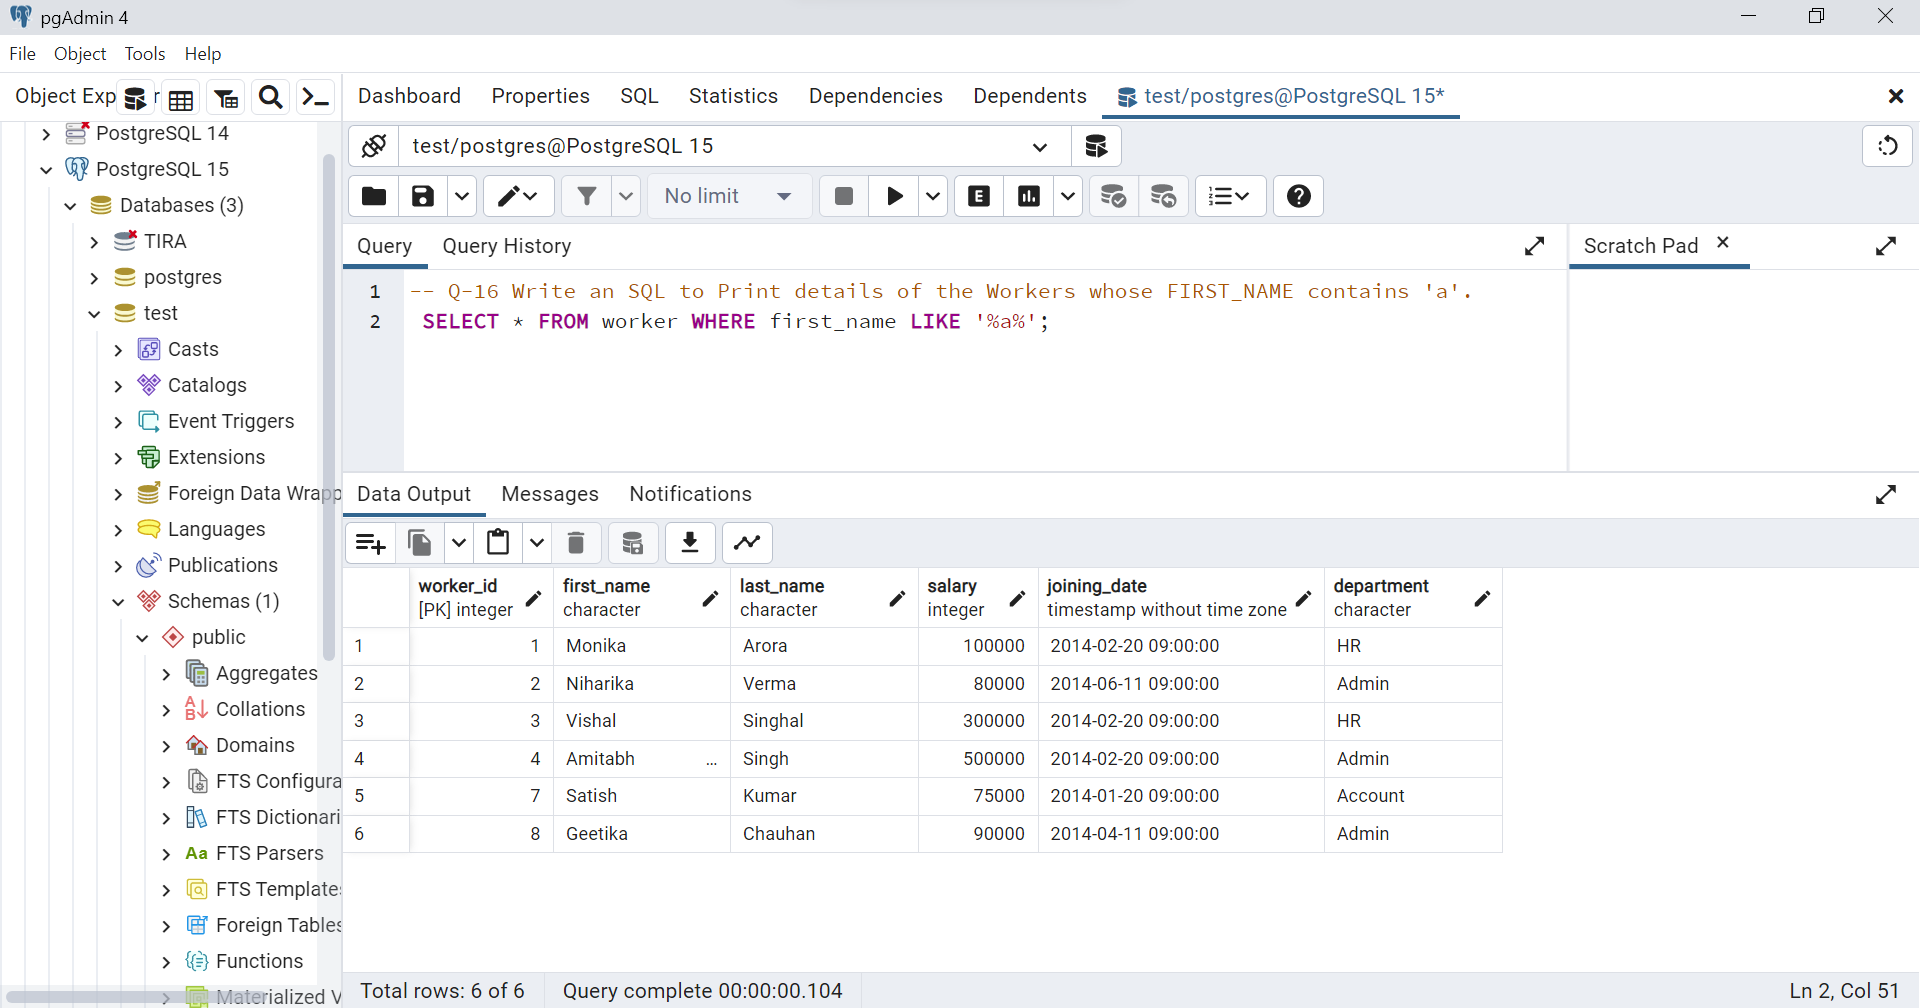 pgAdmin 4
File Object Tools Help
Object Exp r
Dashboard Properties SQL Statistics Dependencies Dependents test/postgres@PostgreSQL 15*
PostgreSQL 14
PostgreSQL 15
Databases (3)
TIRA
postgres
test
Casts
Catalogs
Event Triggers
Extensions
Foreign Data Wrapp
Languages
Publications
Schemas (1)
public
Aggregates
Collations
Domains
FTS Configura
FTS Dictionari
Aa FTS Parsers
FTS Templates
Foreign Tables
Functions
Materialized V
test/postgres@PostgreSQL 15
No limit
E
Query Query History
Scratch Pad
1 -- Q-16 Write an SQL to Print details of the Workers whose FIRST_NAME contains 'a'.
2 SELECT * FROM worker WHERE first_name LIKE '%a%';
Data Output Messages Notifications
worker_id first_name last_name salary joining_date department
[PK] integer character character integer timestamp without time zone character
1 1 Monika Arora 100000 2014-02-20 09:00:00 HR
2 2 Niharika Verma 80000 2014-06-11 09:00:00 Admin
3 3 Vishal Singhal 300000 2014-02-20 09:00:00 HR
4 4 Amitabh ... Singh 500000 2014-02-20 09:00:00 Admin
5 7 Satish Kumar 75000 2014-01-20 09:00:00 Account
6 8 Geetika Chauhan 90000 2014-04-11 09:00:00 Admin
Total rows: 6 of 6 Query complete 00:00:00.104 Ln 2, Col 51